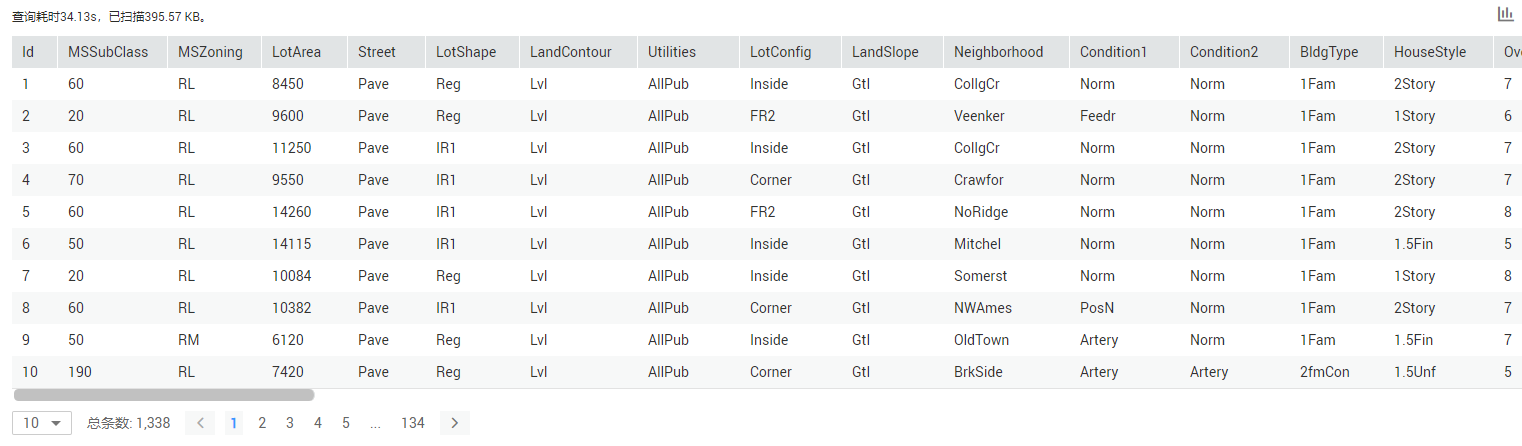 查询耗时34.13s，已扫描395.57 KB。
Id MSSubClass MSZoning LotArea Street LotShape LandContour Utilities LotConfig LandSlope Neighborhood Condition1 Condition2 BldgType HouseStyle Ove
1 60 RL 8450 Pave Reg Lvl AllPub Inside Gtl CollgCr Norm Norm 1Fam 2Story 7
2 20 RL 9600 Pave Reg Lvl AllPub FR2 Gtl Veenker Feedr Norm 1Fam 1Story 6
3 60 RL 11250 Pave IR1 Lvl AllPub Inside Gtl CollgCr Norm Norm 1Fam 2Story 7
4 70 RL 9550 Pave IR1 Lvl AllPub Corner Gtl Crawfor Norm Norm 1Fam 2Story 7
5 60 RL 14260 Pave IR1 Lvl AllPub FR2 Gtl NoRidge Norm Norm 1Fam 2Story 8
6 50 RL 14115 Pave IR1 Lvl AllPub Inside Gtl Mitchel Norm Norm 1Fam 1.5Fin 5
7 20 RL 10084 Pave Reg Lvl AllPub Inside Gtl Somerst Norm Norm 1Fam 1Story 8
8 60 RL 10382 Pave IR1 Lvl AllPub Corner Gtl NWAmes PosN Norm 1Fam 2Story 7
9 50 RM 6120 Pave Reg Lvl AllPub Inside Gtl OldTown Artery Norm 1Fam 1.5Fin 7
10 190 RL 7420 Pave Reg Lvl AllPub Corner Gtl BrkSide Artery Artery 2fmCon 1.5Unf 5
10 总条数: 1,338 1 2 3 4 5 ... 134